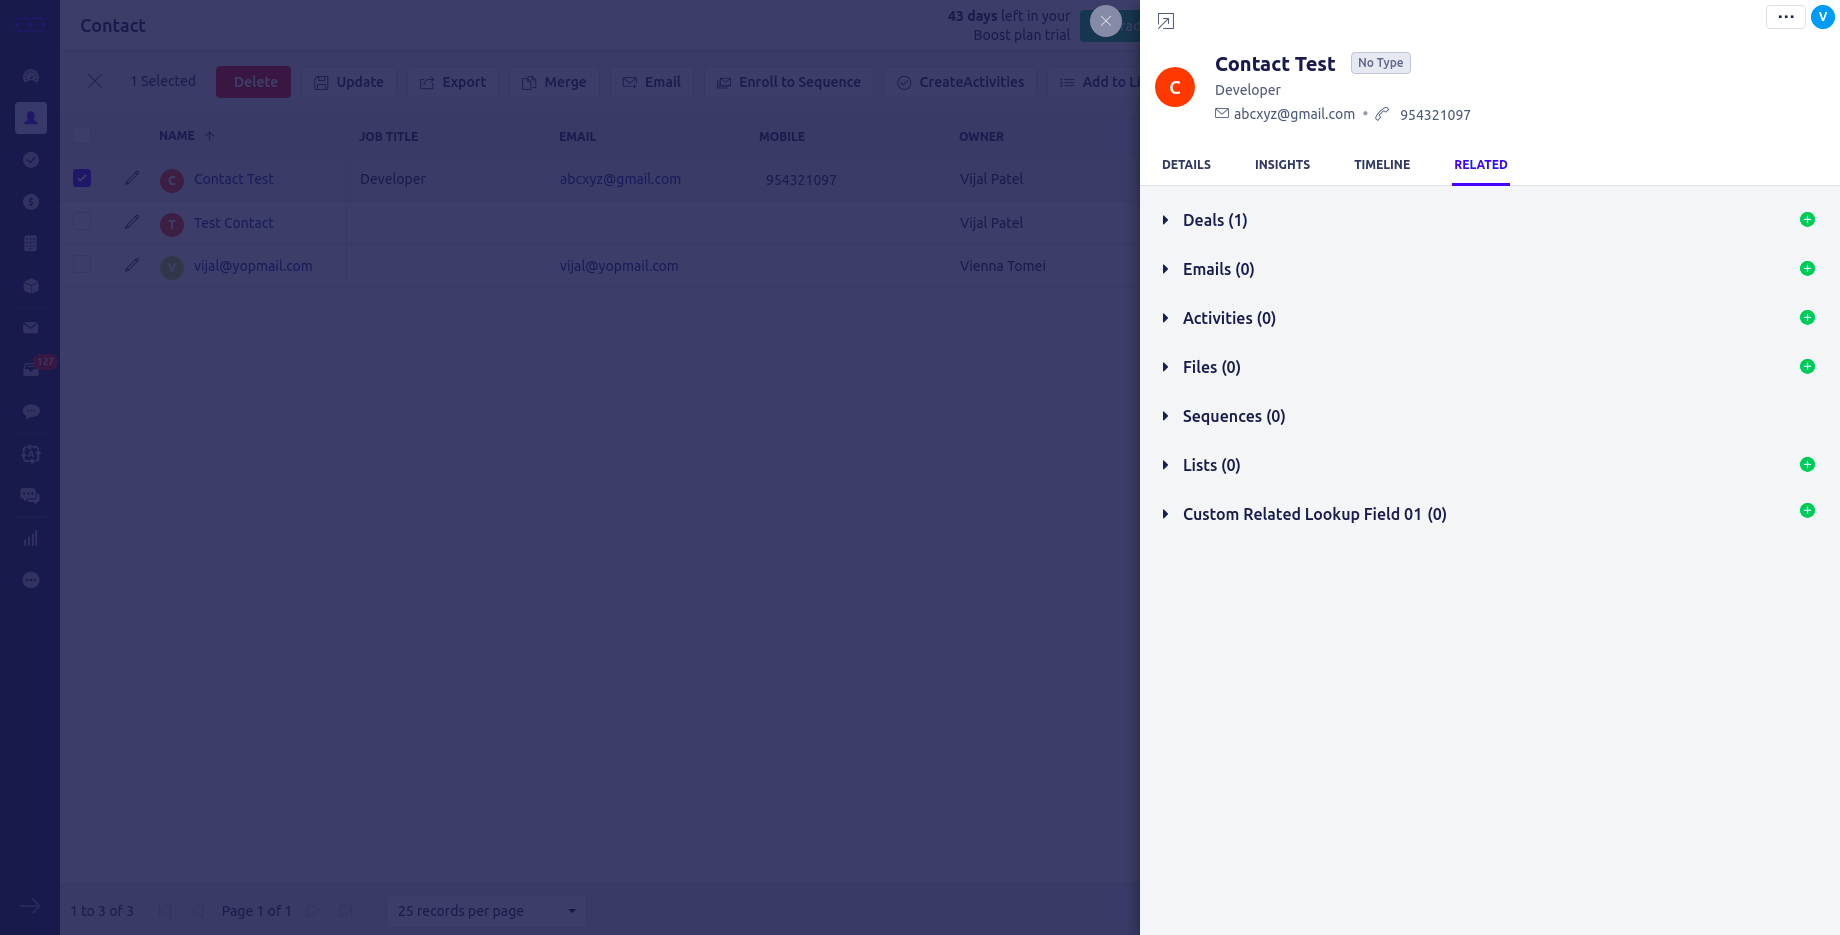 Contact
43 days left in your
Boost plan trial
1 Selected
Delete
Update
Export
Merge
Email
Enroll to Sequence
CreateActivities
Add to Li
NAME
JOB TITLE
EMAIL
MOBILE
OWNER
C
Contact Test
Developer
abcxyz@gmail.com
954321097
Vijal Patel
T
Test Contact
Vijal Patel
V
vijal@yopmail.com
vijal@yopmail.com
Vienna Tomei
127
1 to 3 of 3
Page 1 of 1
25 records per page
V
C
Contact Test
No Type
Developer
abcxyz@gmail.com • 954321097
DETAILS
INSIGHTS
TIMELINE
RELATED
Deals (1)
Emails (0)
Activities (0)
Files (0)
Sequences (0)
Lists (0)
Custom Related Lookup Field 01 (0)